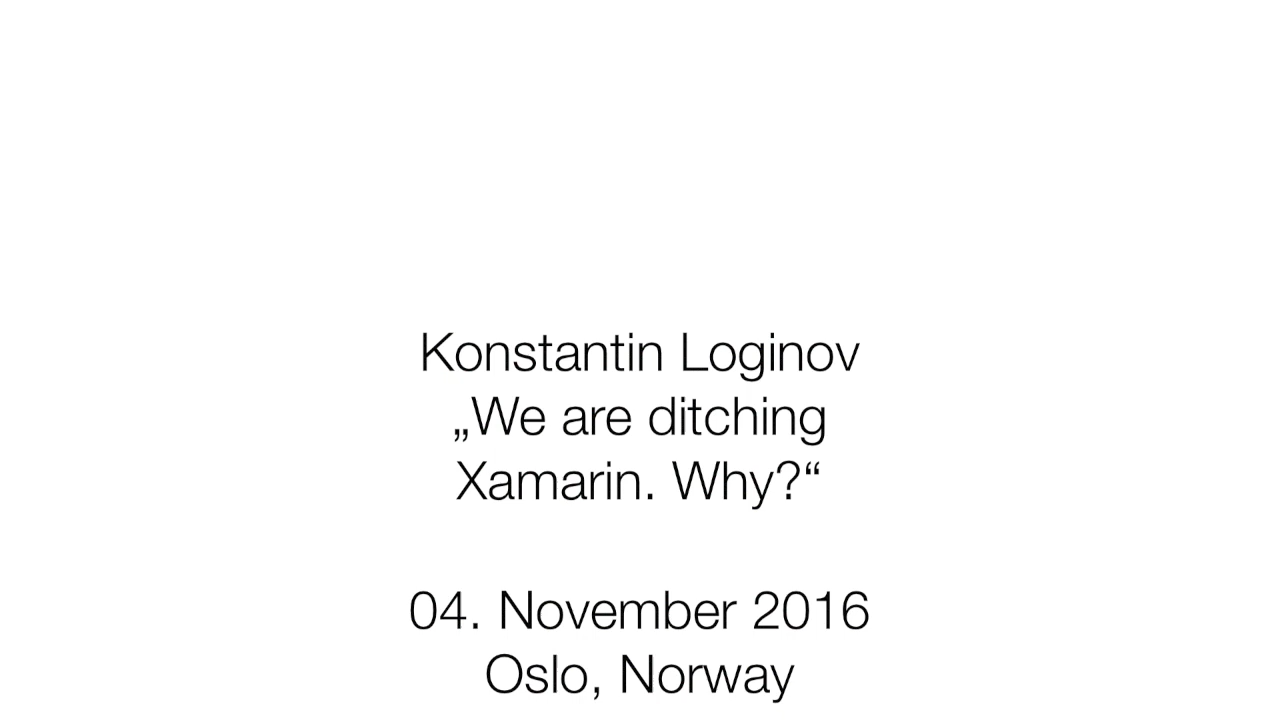 Konstantin Loginov
„We are ditching
Xamarin. Why?“
04. November 2016
Oslo, Norway